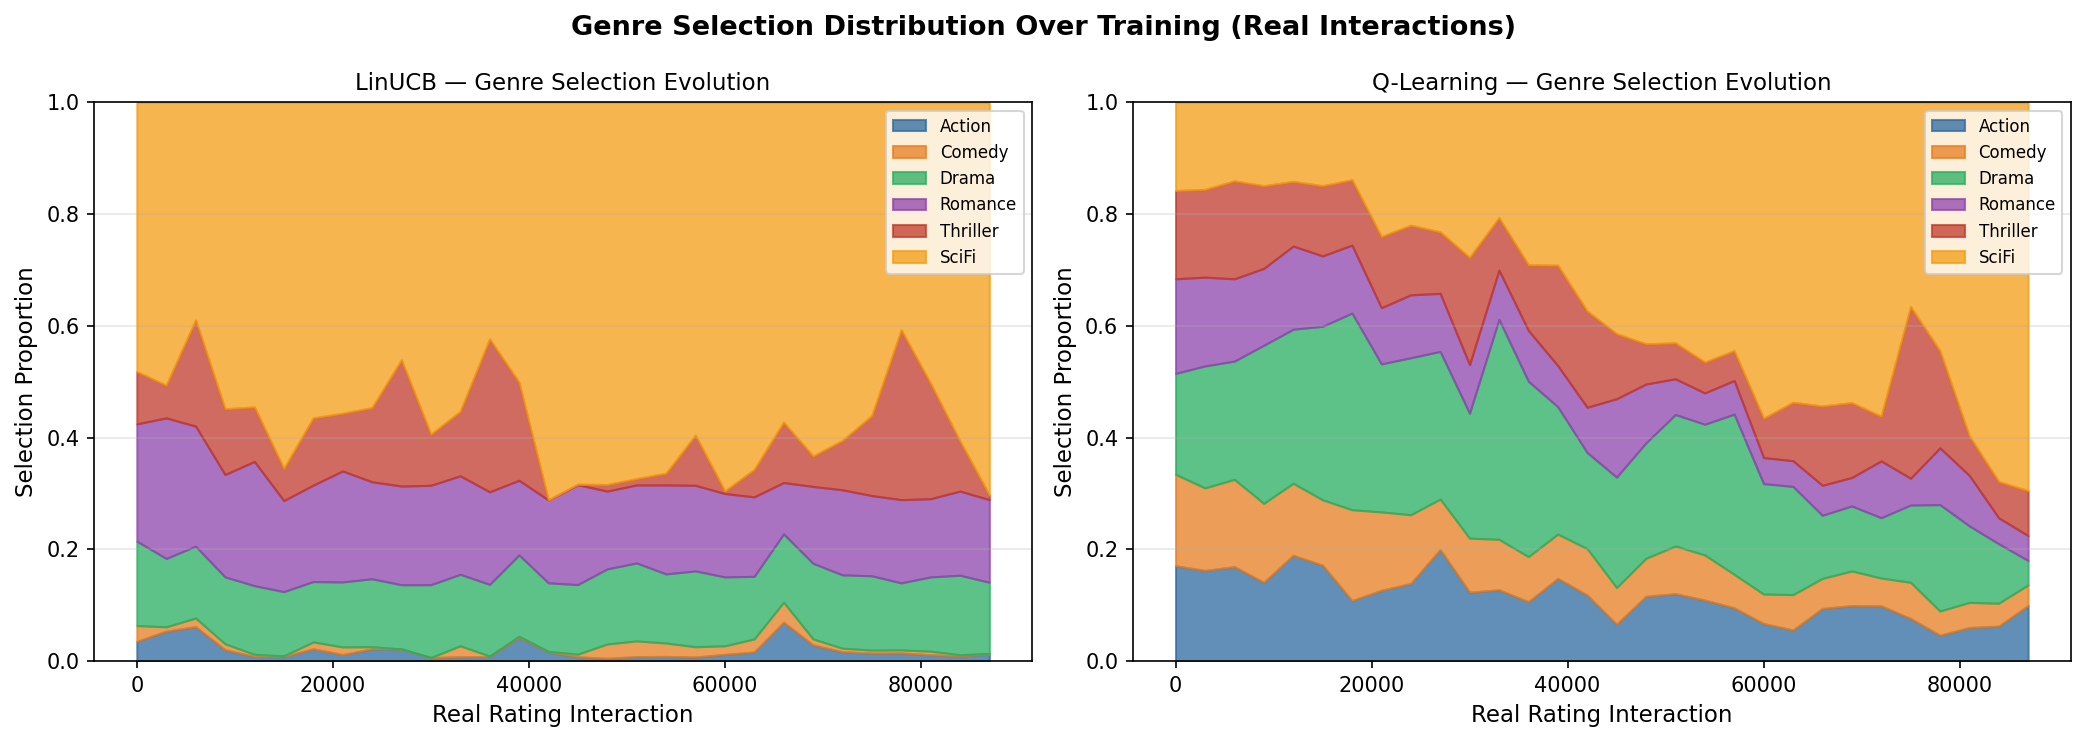 Genre Selection Distribution Over Training (Real Interactions)
LinUCB — Genre Selection Evolution
Selection Proportion
1.0
0.8
0.6
0.4
0.2
0.0
Action
Comedy
Drama
Romance
Thriller
SciFi
0 20000 40000 60000 80000
Real Rating Interaction
Q-Learning — Genre Selection Evolution
Selection Proportion
1.0
0.8
0.6
0.4
0.2
0.0
Action
Comedy
Drama
Romance
Thriller
SciFi
0 20000 40000 60000 80000
Real Rating Interaction